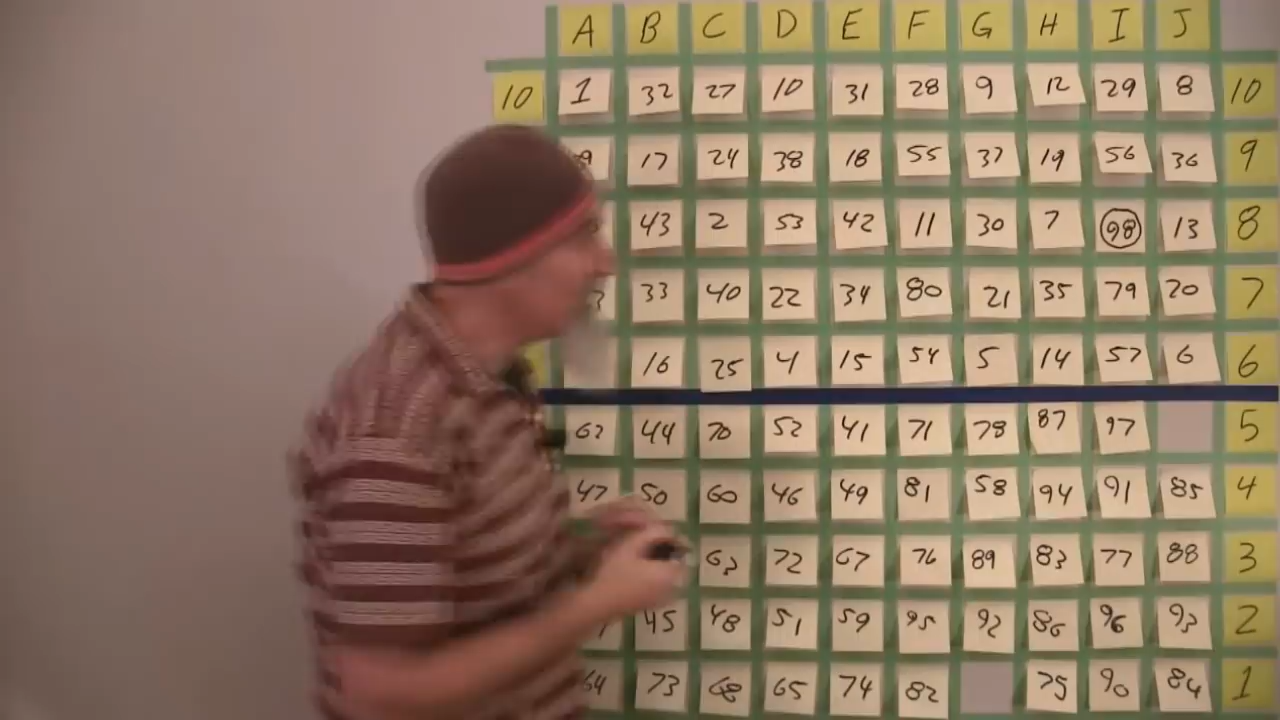 A B C D E F G H I J
10 1 32 27 10 31 28 9 12 29 8 10
9 17 24 38 18 55 37 19 56 36 9
43 2 53 42 11 30 7 98 13 8
33 40 22 34 80 21 35 79 20 7
16 25 4 15 54 5 14 57 6 6
62 44 70 52 41 71 78 87 97 5
47 50 60 46 49 81 58 94 91 85 4
63 72 67 76 89 83 77 88 3
45 48 51 59 95 92 86 96 93 2
64 73 68 65 74 82 75 90 84 1